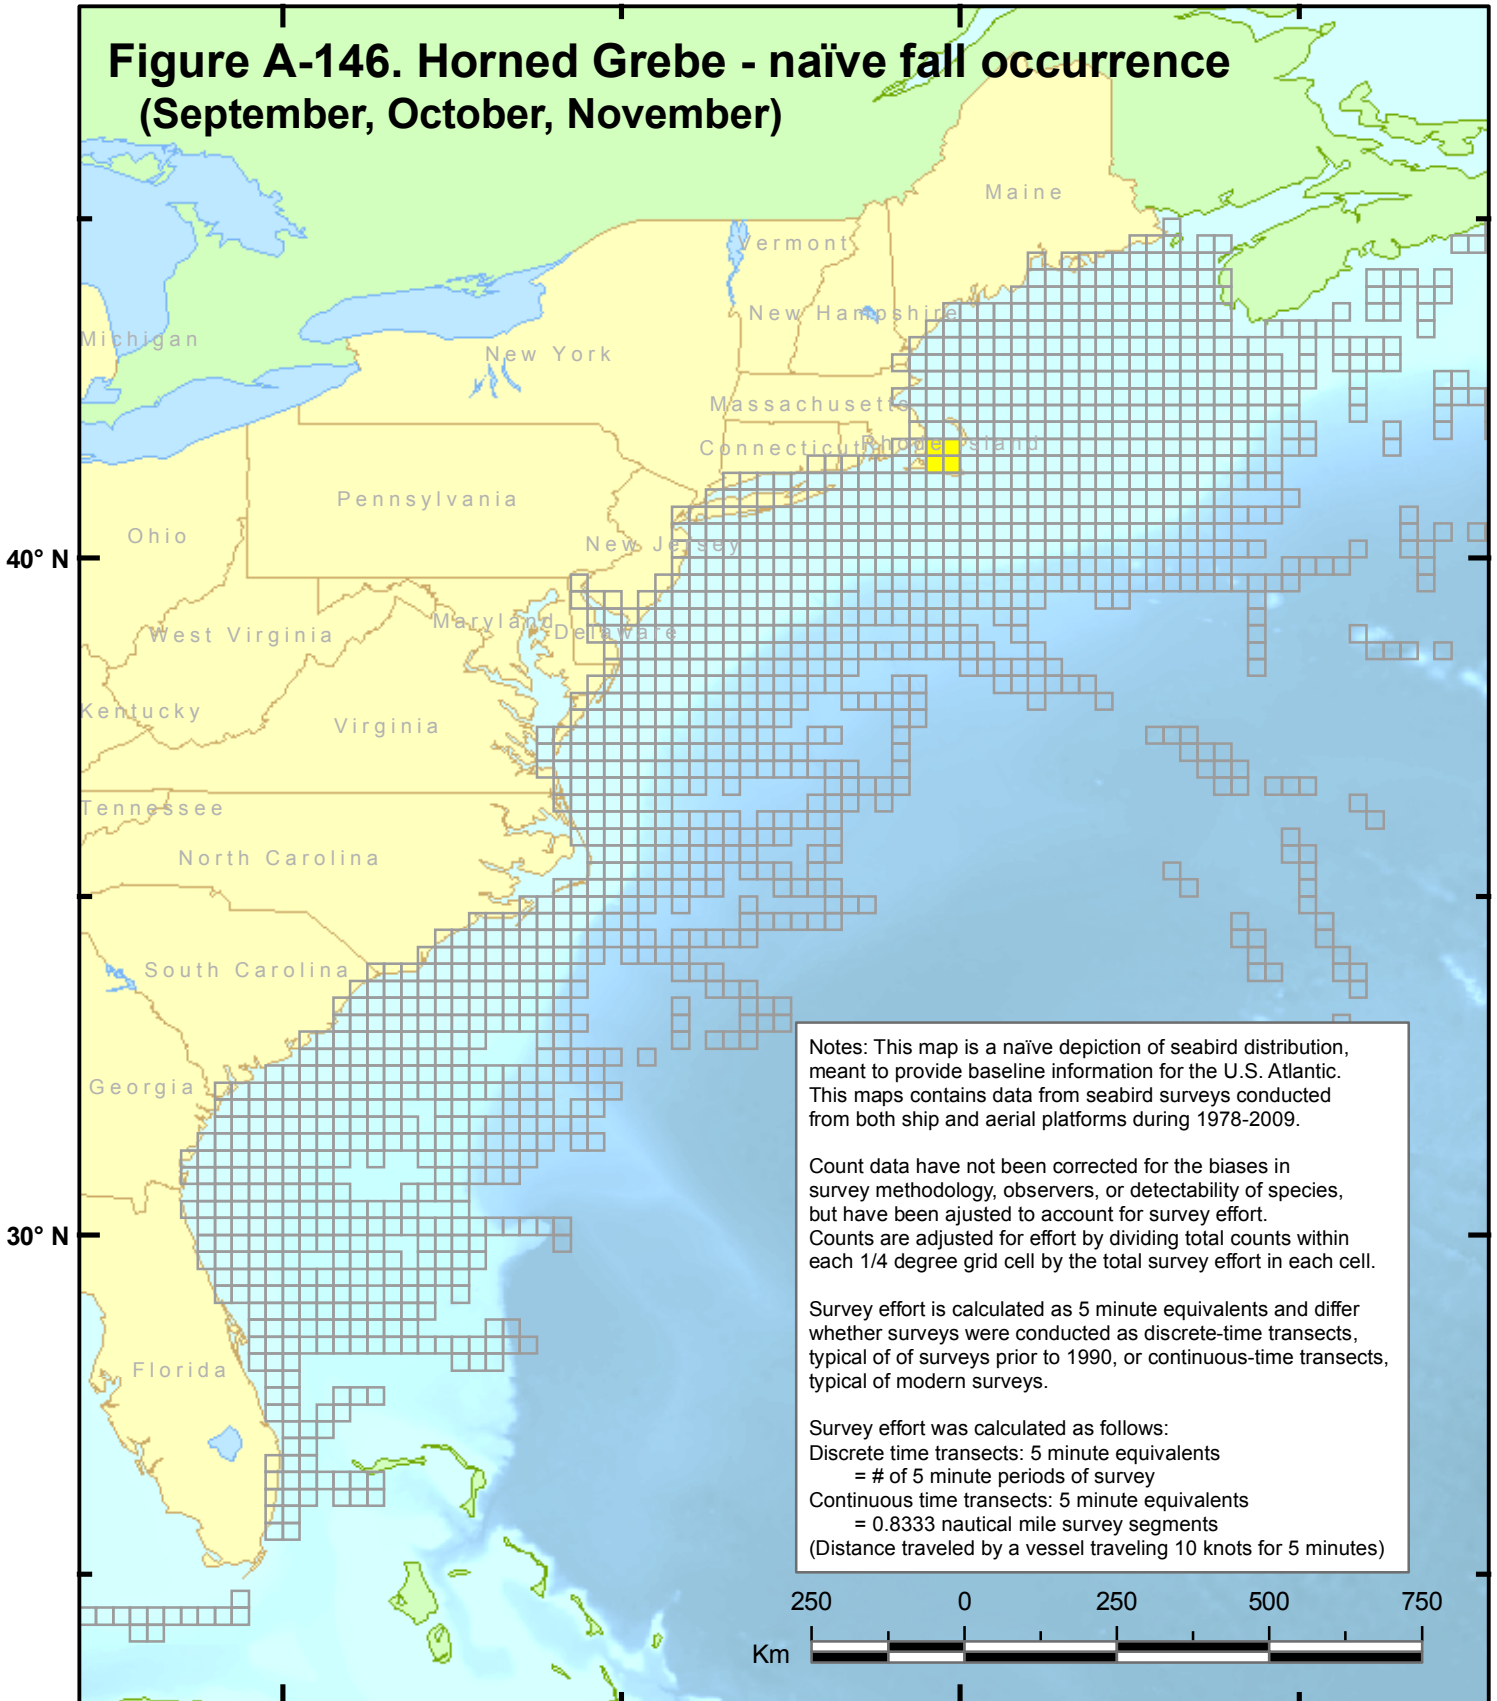 Figure A-146. Horned Grebe - naïve fall occurrence
(September, October, November)
Maine
Vermont
New Hampshire
Michigan
New York
Massachusetts
Connecticut
Rhode Island
Pennsylvania
Ohio
New Jersey
40° N
Maryland
Delaware
West Virginia
Kentucky
Virginia
Tennessee
North Carolina
South Carolina
Georgia
30° N
Florida
Notes: This map is a naïve depiction of seabird distribution,
meant to provide baseline information for the U.S. Atlantic.
This maps contains data from seabird surveys conducted
from both ship and aerial platforms during 1978-2009.
Count data have not been corrected for the biases in
survey methodology, observers, or detectability of species,
but have been ajusted to account for survey effort.
Counts are adjusted for effort by dividing total counts within
each 1/4 degree grid cell by the total survey effort in each cell.
Survey effort is calculated as 5 minute equivalents and differ
whether surveys were conducted as discrete-time transects,
typical of of surveys prior to 1990, or continuous-time transects,
typical of modern surveys.
Survey effort was calculated as follows:
Discrete time transects: 5 minute equivalents
= # of 5 minute periods of survey
Continuous time transects: 5 minute equivalents
= 0.8333 nautical mile survey segments
(Distance traveled by a vessel traveling 10 knots for 5 minutes)
250 0 250 500 750
Km